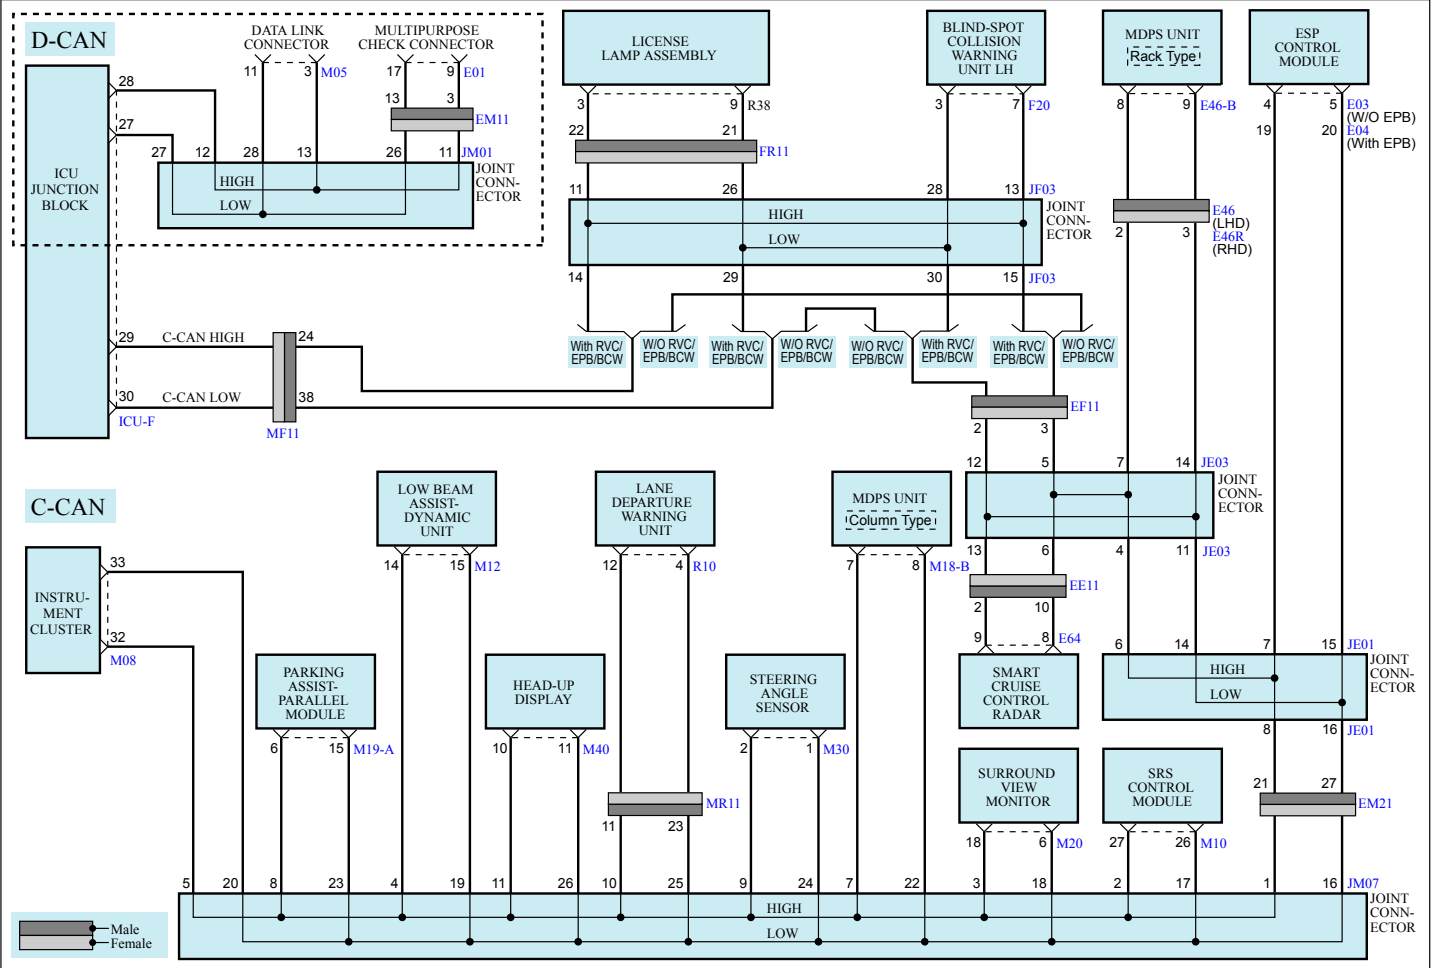 D-CAN
DATA LINK
CONNECTOR
MULTIPURPOSE
CHECK CONNECTOR
11
3
M05
17
9
E01
13
3
EM11
28
27
27
12
28
13
26
11
JM01
JOINT
CONN-
ECTOR
HIGH
LOW
ICU
JUNCTION
BLOCK
29
C-CAN HIGH
24
30
C-CAN LOW
38
ICU-F
MF11
LICENSE
LAMP ASSEMBLY
3
9
R38
22
21
FR11
BLIND-SPOT
COLLISION
WARNING
UNIT LH
3
7
F20
11
26
28
13
JF03
JOINT
CONN-
ECTOR
HIGH
LOW
14
29
30
15
JF03
With RVC/
EPB/BCW
W/O RVC/
EPB/BCW
With RVC/
EPB/BCW
W/O RVC/
EPB/BCW
W/O RVC/
EPB/BCW
With RVC/
EPB/BCW
With RVC/
EPB/BCW
W/O RVC/
EPB/BCW
MDPS UNIT
Rack Type
8
9
E46-B
E46
(LHD)
E46R
(RHD)
2
3
ESP
CONTROL
MODULE
4
5
E03
(W/O EPB)
19
20
E04
(With EPB)
EF11
2
3
12
5
7
14
JE03
JOINT
CONN-
ECTOR
13
6
4
11
JE03
EE11
2
10
9
8
E64
SMART
CRUISE
CONTROL
RADAR
6
14
7
15
JE01
JOINT
CONN-
ECTOR
HIGH
LOW
8
16
JE01
21
27
EM21
C-CAN
INSTRU-
MENT
CLUSTER
33
32
M08
LOW BEAM
ASSIST-
DYNAMIC
UNIT
14
15
M12
LANE
DEPARTURE
WARNING
UNIT
12
4
R10
MR11
11
23
MDPS UNIT
Column Type
7
8
M18-B
PARKING
ASSIST-
PARALLEL
MODULE
6
15
M19-A
HEAD-UP
DISPLAY
10
11
M40
STEERING
ANGLE
SENSOR
2
1
M30
SURROUND
VIEW
MONITOR
18
6
M20
SRS
CONTROL
MODULE
27
26
M10
5
20
8
23
4
19
11
26
10
25
9
24
7
22
3
18
2
17
1
16
JM07
JOINT
CONN-
ECTOR
HIGH
LOW
Male
Female